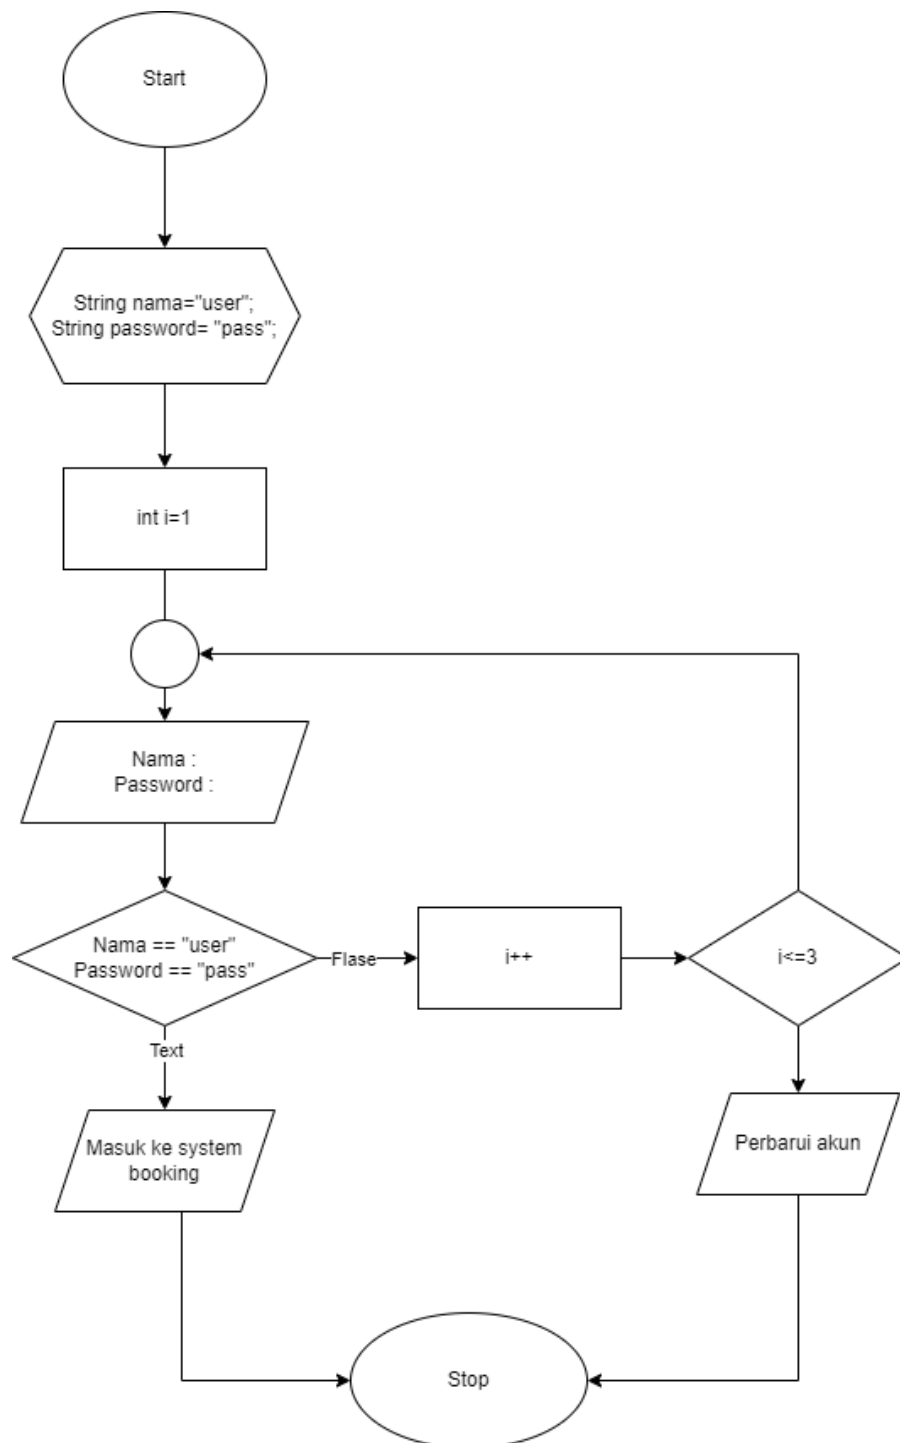 Start
String nama="user";
String password= "pass";
int i=1
Nama :
Password :
Nama == "user"
Password == "pass"
Flase
i++
i<=3
Text
Masuk ke system
booking
Perbarui akun
Stop